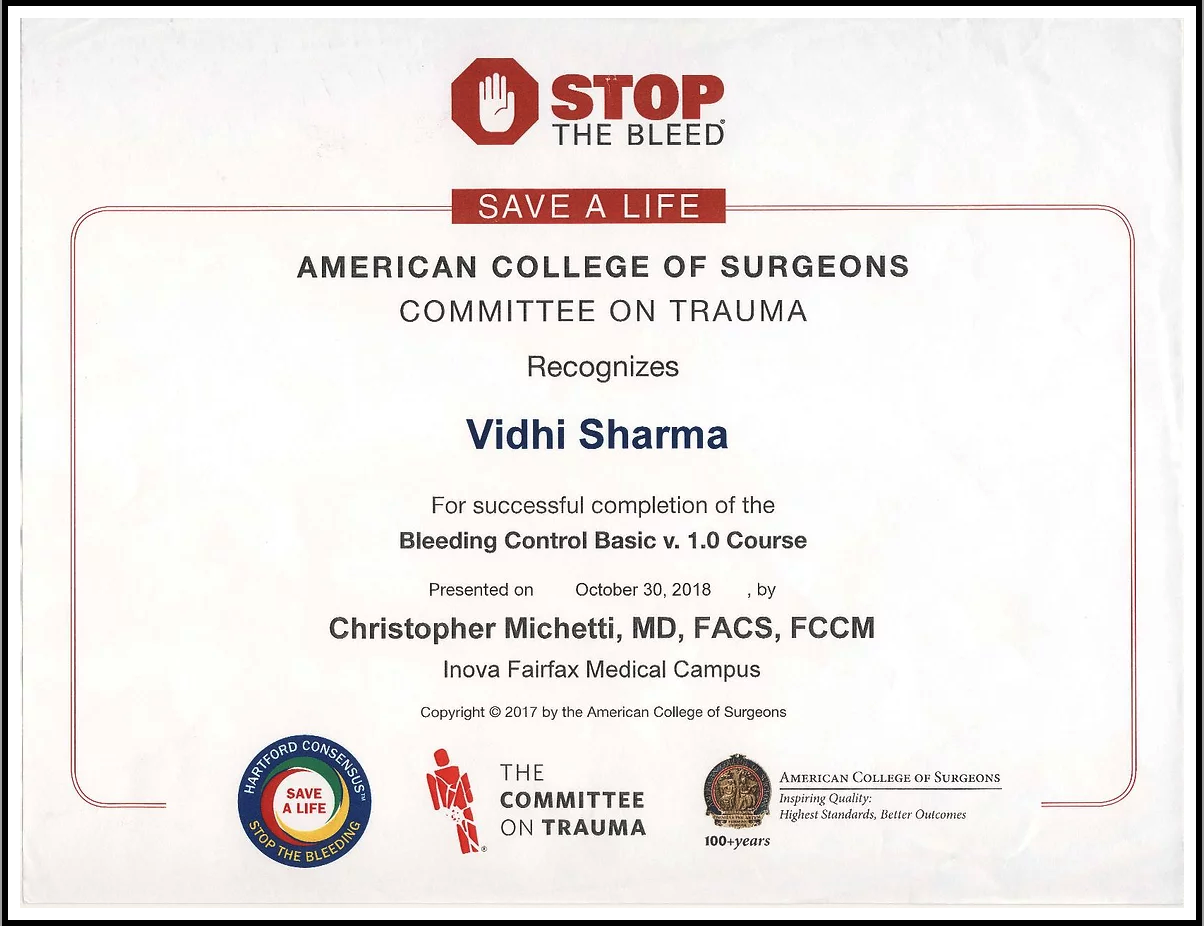 STOP
THE BLEED®
SAVE A LIFE
AMERICAN COLLEGE OF SURGEONS
COMMITTEE ON TRAUMA
Recognizes
Vidhi Sharma
For successful completion of the
Bleeding Control Basic v. 1.0 Course
Presented on October 30, 2018 , by
Christopher Michetti, MD, FACS, FCCM
Inova Fairfax Medical Campus
Copyright © 2017 by the American College of Surgeons
HARTFORD CONSENSUS™
SAVE
A LIFE
STOP THE BLEEDING
THE
COMMITTEE
ON TRAUMA
®
100+years
AMERICAN COLLEGE OF SURGEONS
Inspiring Quality:
Highest Standards, Better Outcomes